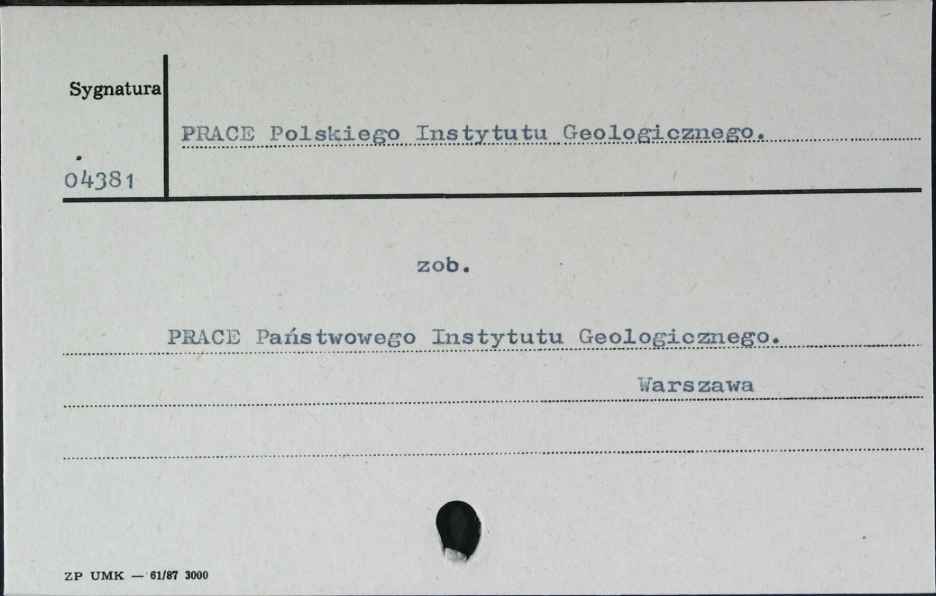 Sygnatura
PRACE Polskiego Instytutu Geologicznego.
04381
zob.
PRACE Państwowego Instytutu Geologicznego.
Warszawa
ZP UMK — 61/87 3000